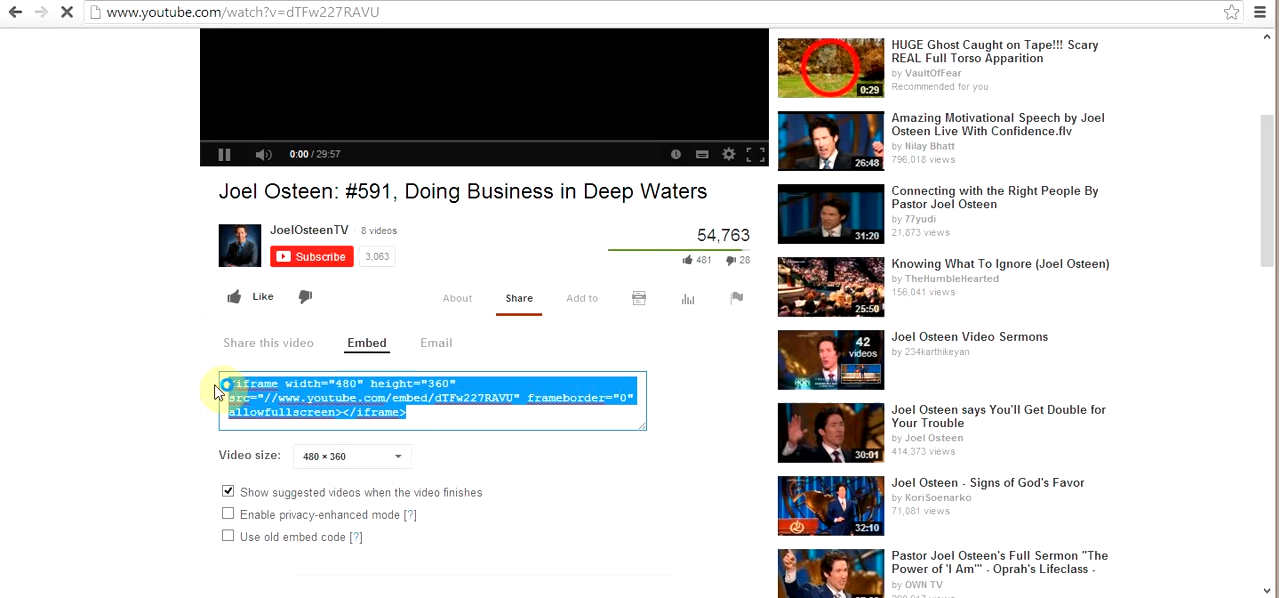 www.youtube.com/watch?v=dTFw227RAVU
0:00 / 29:57
Joel Osteen: #591, Doing Business in Deep Waters
JoelOsteenTV · 8 videos
Subscribe 3,063
54,763
481 28
Like
About Share Add to
Share this video Embed Email
<iframe width="480" height="360"
src="//www.youtube.com/embed/dTFw227RAVU" frameborder="0"
allowfullscreen></iframe>
Video size: 480 × 360
Show suggested videos when the video finishes
Enable privacy-enhanced mode [?]
Use old embed code [?]
0:29
HUGE Ghost Caught on Tape!!! Scary
REAL Full Torso Apparition
by VaultOfFear
Recommended for you
26:48
Amazing Motivational Speech by Joel
Osteen Live With Confidence.flv
by Nilay Bhatt
796,018 views
31:20
Connecting with the Right People By
Pastor Joel Osteen
by 77yudi
21,873 views
25:50
Knowing What To Ignore (Joel Osteen)
by TheHumbleHearted
156,041 views
42
videos
Joel Osteen Video Sermons
by 234karthikeyan
30:01
Joel Osteen says You'll Get Double for
Your Trouble
by Joel Osteen
414,373 views
32:10
Joel Osteen - Signs of God's Favor
by KoriSoenarko
71,081 views
Pastor Joel Osteen's Full Sermon "The
Power of 'I Am'" - Oprah's Lifeclass -
by OWN TV